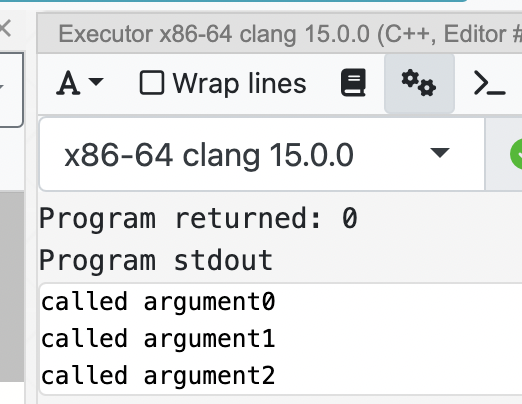 Executor x86-64 clang 15.0.0 (C++, Editor #
A Wrap lines
x86-64 clang 15.0.0
Program returned: 0
Program stdout
called argument0
called argument1
called argument2